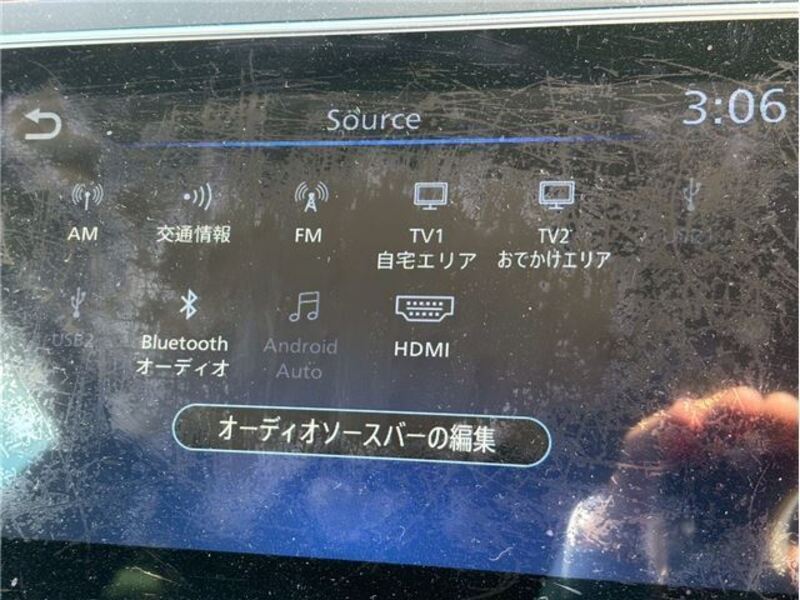 Source
3:06
AM
交通情報
FM
TV1
自宅エリア
TV2
おでかけエリア
USB1
USB2
Bluetooth
オーディオ
Android
Auto
HDMI
オーディオソースバーの編集